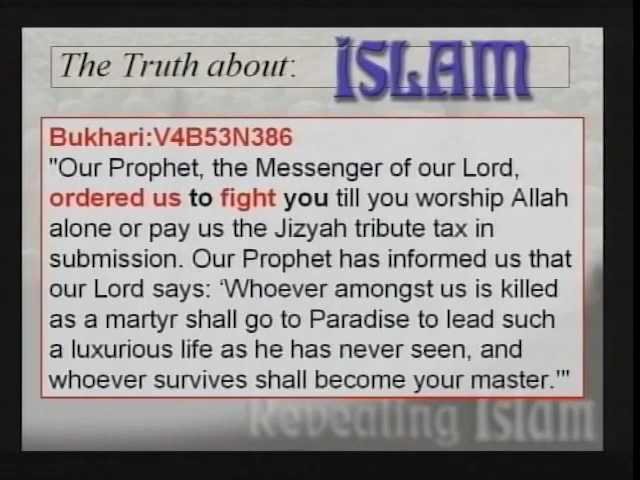 The Truth about: iSLAM
Bukhari:V4B53N386
"Our Prophet, the Messenger of our Lord,
ordered us to fight you till you worship Allah
alone or pay us the Jizyah tribute tax in
submission. Our Prophet has informed us that
our Lord says: ‘Whoever amongst us is killed
as a martyr shall go to Paradise to lead such
a luxurious life as he has never seen, and
whoever survives shall become your master.'"
Revealing Islam